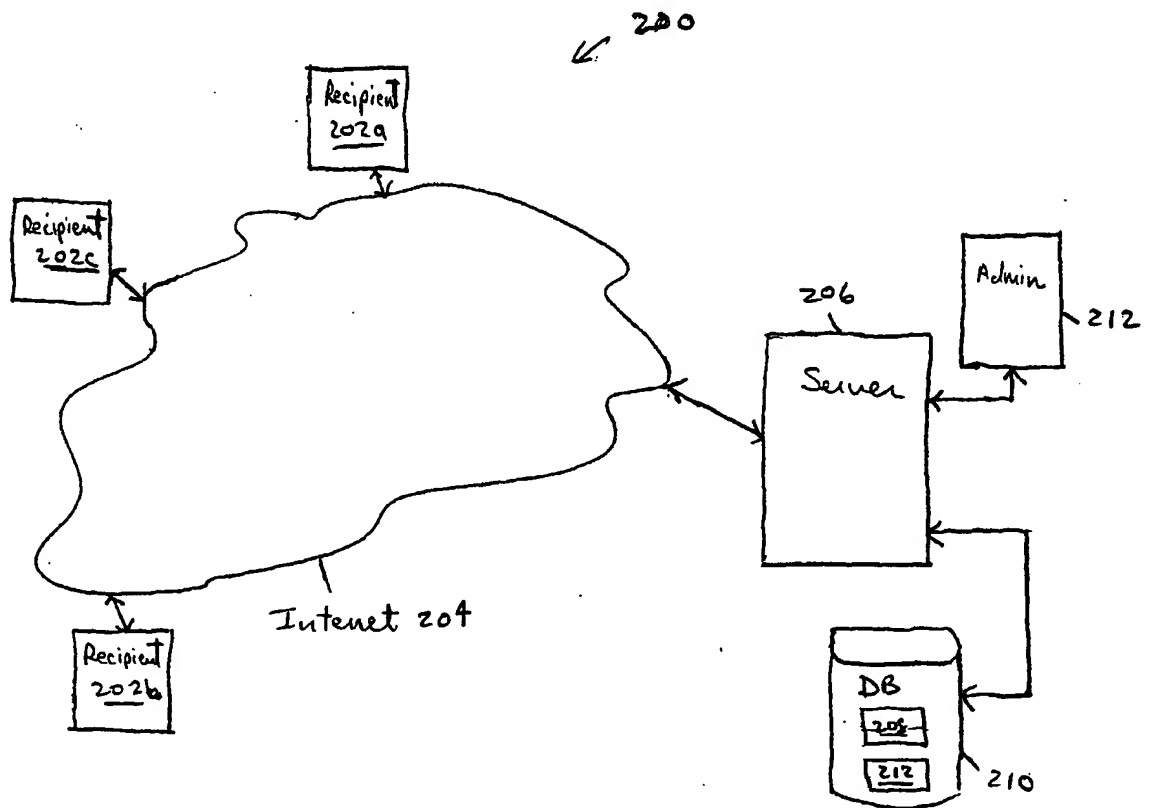 200
Recipient
202a
Recipient
202c
206
Admin
212
Server
Intenet 204
Recipient
202b
DB
208
212
210